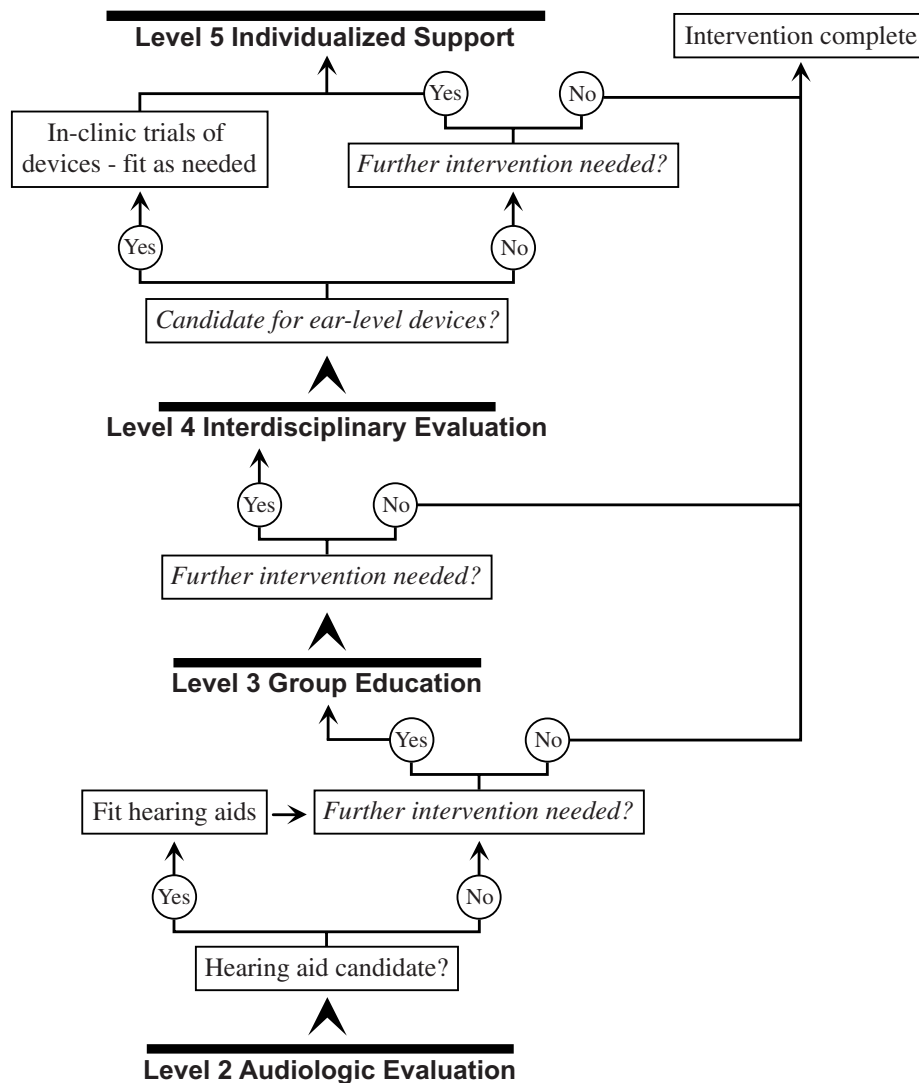 Level 5 Individualized Support
Intervention complete
Yes
No
In-clinic trials of
devices - fit as needed
Further intervention needed?
Yes
No
Candidate for ear-level devices?
Level 4 Interdisciplinary Evaluation
Yes
No
Further intervention needed?
Level 3 Group Education
Yes
No
Fit hearing aids
Further intervention needed?
Yes
No
Hearing aid candidate?
Level 2 Audiologic Evaluation